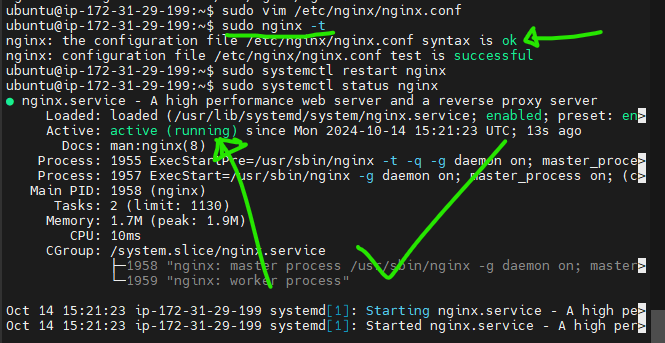 ubuntu@ip-172-31-29-199:~$ sudo vim /etc/nginx/nginx.conf
ubuntu@ip-172-31-29-199:~$ sudo nginx -t
nginx: the configuration file /etc/nginx/nginx.conf syntax is ok
nginx: configuration file /etc/nginx/nginx.conf test is successful
ubuntu@ip-172-31-29-199:~$ sudo systemctl restart nginx
ubuntu@ip-172-31-29-199:~$ sudo systemctl status nginx
● nginx.service - A high performance web server and a reverse proxy server
Loaded: loaded (/usr/lib/systemd/system/nginx.service; enabled; preset: en>
Active: active (running) since Mon 2024-10-14 15:21:23 UTC; 13s ago
Docs: man:nginx(8)
Process: 1955 ExecStartPre=/usr/sbin/nginx -t -q -g daemon on; master_proce>
Process: 1957 ExecStart=/usr/sbin/nginx -g daemon on; master_process on; (c>
Main PID: 1958 (nginx)
Tasks: 2 (limit: 1130)
Memory: 1.7M (peak: 1.9M)
CPU: 10ms
CGroup: /system.slice/nginx.service
├─1958 "nginx: master process /usr/sbin/nginx -g daemon on; master>
└─1959 "nginx: worker process"
Oct 14 15:21:23 ip-172-31-29-199 systemd[1]: Starting nginx.service - A high pe>
Oct 14 15:21:23 ip-172-31-29-199 systemd[1]: Started nginx.service - A high per>